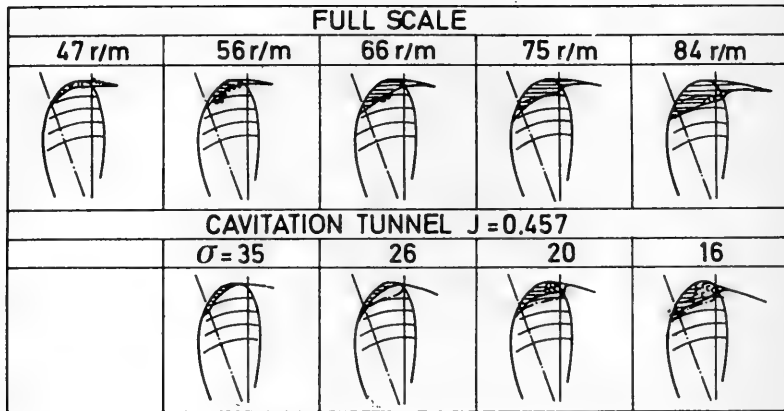 FULL SCALE
47 r/m 56 r/m 66 r/m 75 r/m 84 r/m
CAVITATION TUNNEL J=0.457
σ=35 26 20 16